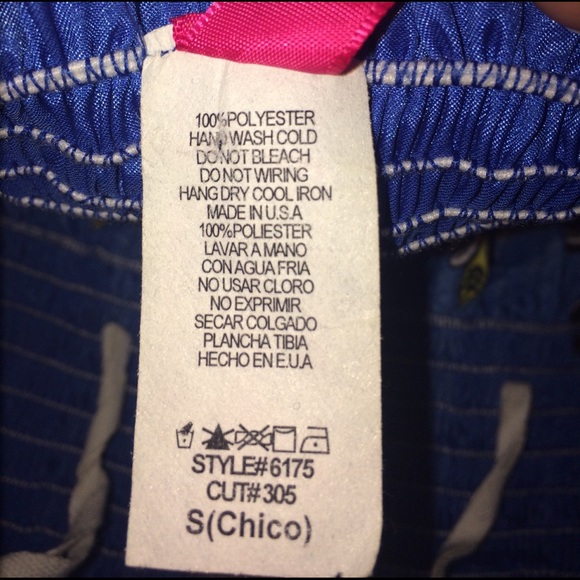 100%POLYESTER
HAND WASH COLD
DO NOT BLEACH
DO NOT WIRING
HANG DRY COOL IRON
MADE IN U.S.A
100%POLIESTER
LAVAR A MANO
CON AGUA FRIA
NO USAR CLORO
NO EXPRIMIR
SECAR COLGADO
PLANCHA TIBIA
HECHO EN E.U.A
STYLE#6175
CUT#305
S(Chico)